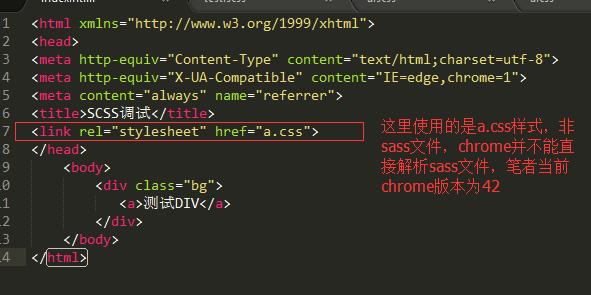 1 <html xmlns="http://www.w3.org/1999/xhtml">
2 <head>
3 <meta http-equiv="Content-Type" content="text/html;charset=utf-8">
4 <meta http-equiv="X-UA-Compatible" content="IE=edge,chrome=1">
5 <meta content="always" name="referrer">
6 <title>SCSS调试</title>
7 <link rel="stylesheet" href="a.css">
8 </head>
9 <body>
10 <div class="bg">
11 <a>测试DIV</a>
12 </div>
13 </body>
14 </html>
这里使用的是a.css样式，非
sass文件，chrome并不能直
接解析sass文件，笔者当前
chrome版本为42